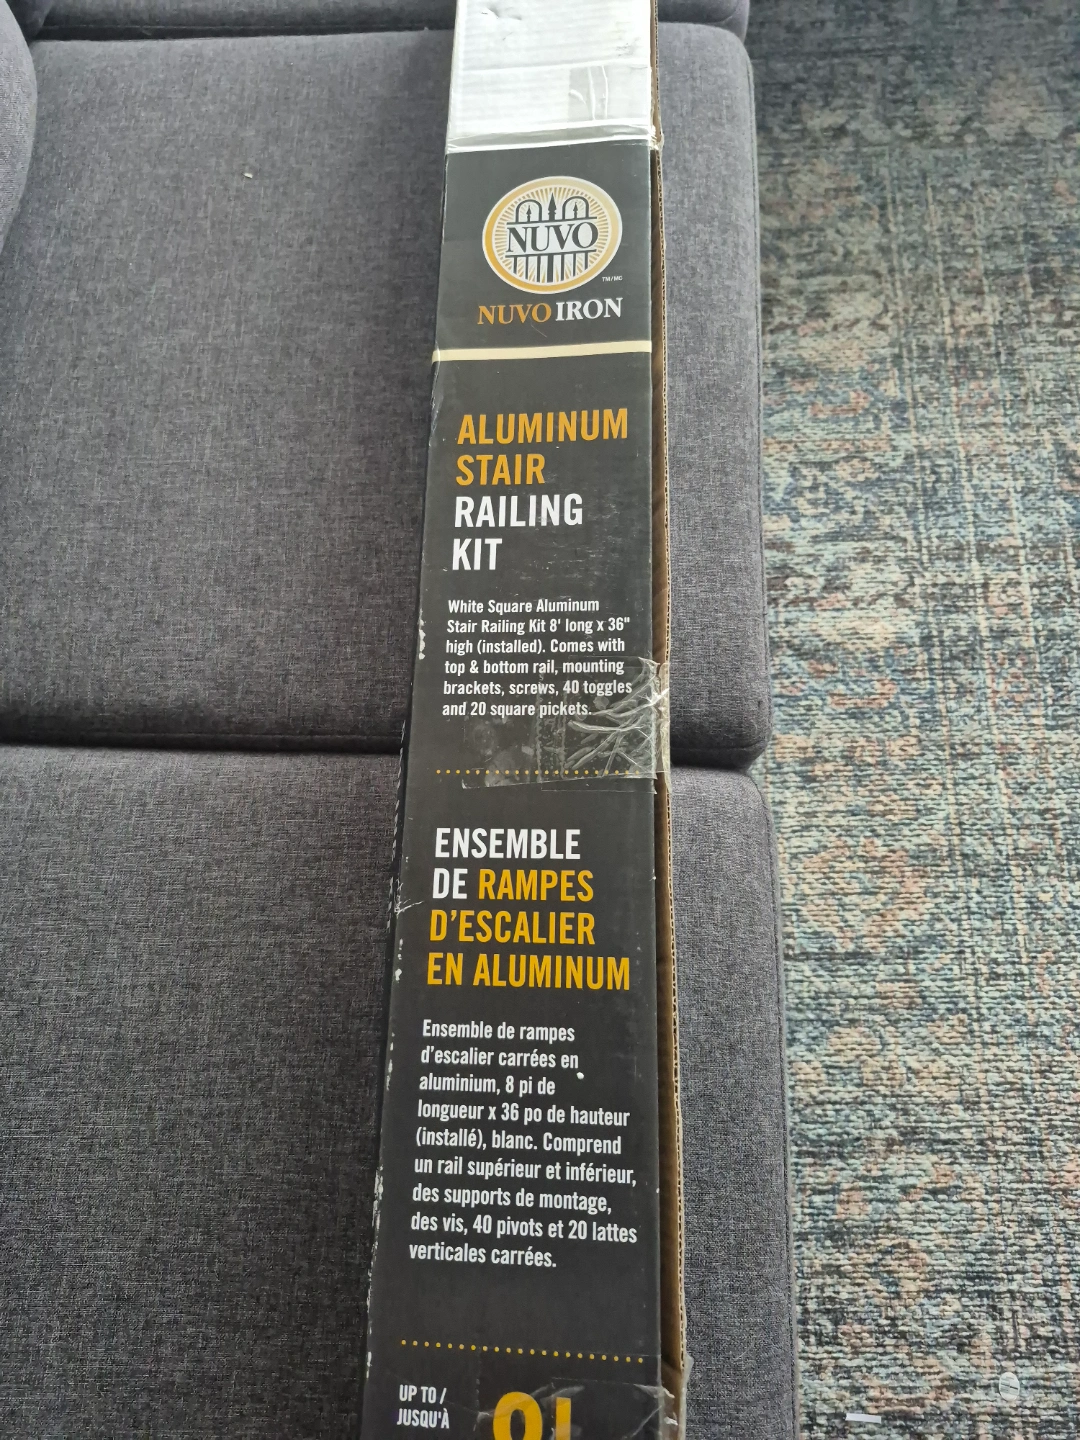 NUVO
TM/MC
NUVO IRON
ALUMINUM
STAIR
RAILING
KIT
White Square Aluminum
Stair Railing Kit 8' long x 36"
high (installed). Comes with
top & bottom rail, mounting
brackets, screws, 40 toggles
and 20 square pickets.
ENSEMBLE
DE RAMPES
D'ESCALIER
EN ALUMINUM
Ensemble de rampes
d'escalier carrées en
aluminium, 8 pi de
longueur x 36 po de hauteur
(installé), blanc. Comprend
un rail supérieur et inférieur,
des supports de montage,
des vis, 40 pivots et 20 lattes
verticales carrées.
UP TO /
JUSQU'À